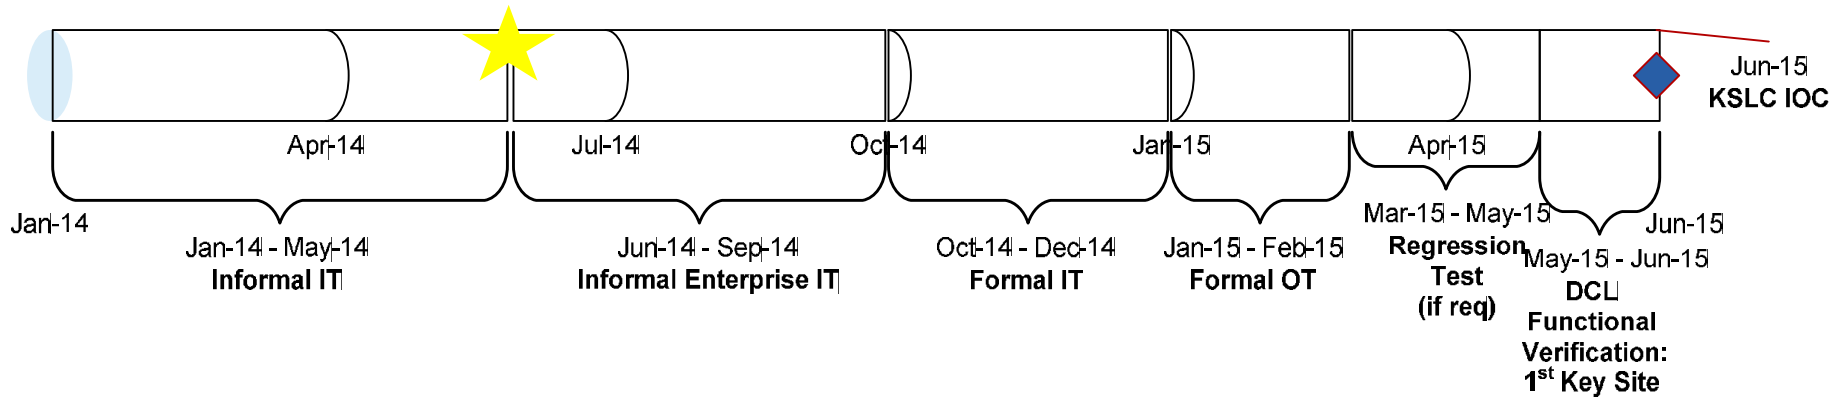 Jun-15
KSLC IOC
Apr-14
Jul-14
Oct-14
Jan-15
Apr-15
Jan-14
Jun-15
Jan-14 - May-14
Informal IT
Jun-14 - Sep-14
Informal Enterprise IT
Oct-14 - Dec-14
Formal IT
Jan-15 - Feb-15
Formal OT
Mar-15 - May-15
Regression
Test
(if req)
May-15 - Jun-15
DCL
Functional
Verification:
1st Key Site